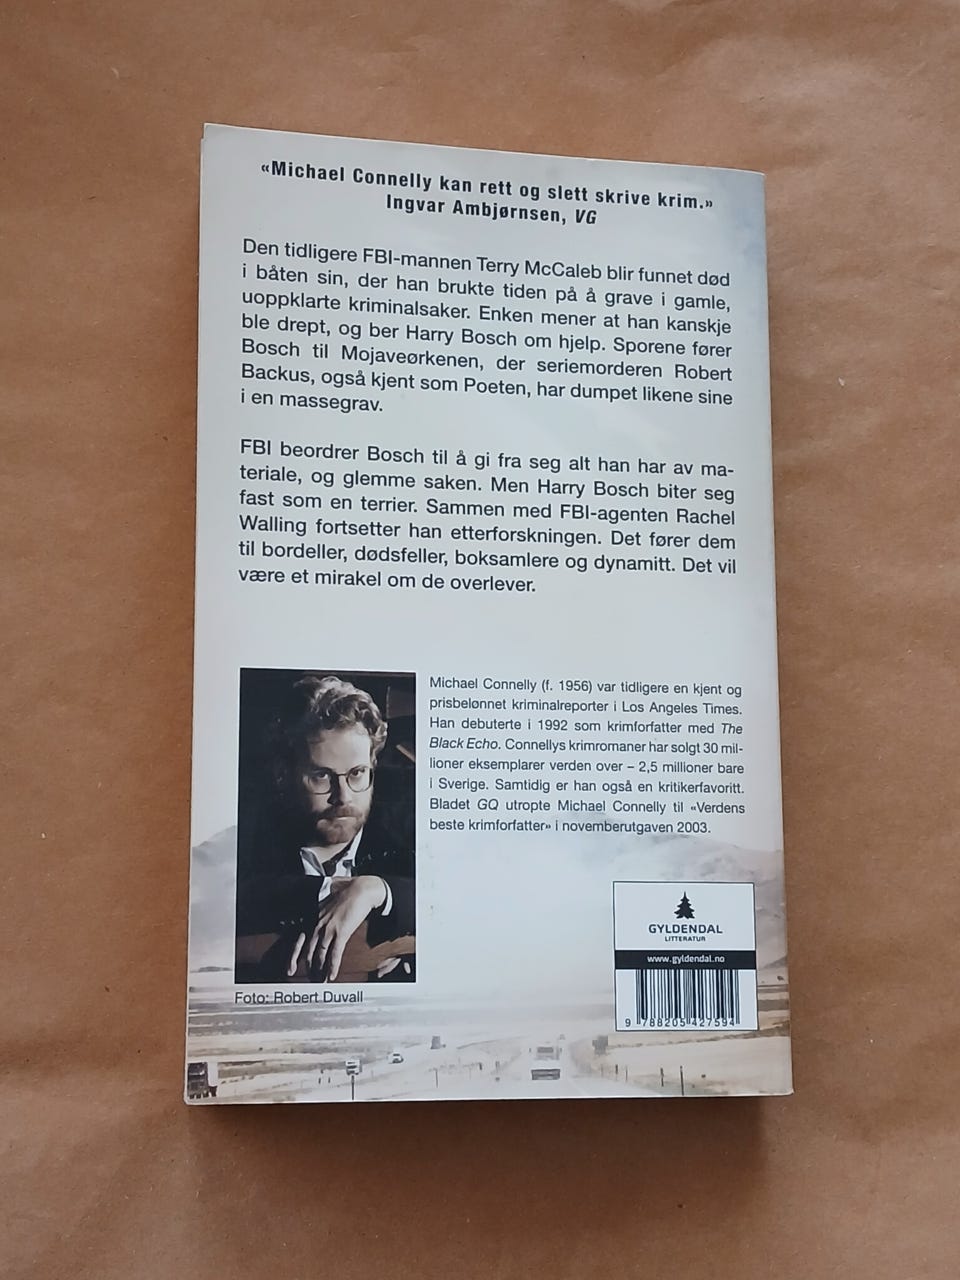 «Michael Connelly kan rett og slett skrive krim.»
Ingvar Ambjørnsen, VG
Den tidligere FBI-mannen Terry McCaleb blir funnet død
i båten sin, der han brukte tiden på å grave i gamle,
uoppklarte kriminalsaker. Enken mener at han kanskje
ble drept, og ber Harry Bosch om hjelp. Sporene fører
Bosch til Mojaveørkenen, der seriemorderen Robert
Backus, også kjent som Poeten, har dumpet likene sine
i en massegrav.
FBI beordrer Bosch til å gi fra seg alt han har av ma-
teriale, og glemme saken. Men Harry Bosch biter seg
fast som en terrier. Sammen med FBI-agenten Rachel
Walling fortsetter han etterforskningen. Det fører dem
til bordeller, dødsfeller, boksamlere og dynamitt. Det vil
være et mirakel om de overlever.
Michael Connelly (f. 1956) var tidligere en kjent og
prisbelønnet kriminalreporter i Los Angeles Times.
Han debuterte i 1992 som krimforfatter med The
Black Echo. Connellys krimromaner har solgt 30 mil-
lioner eksemplarer verden over – 2,5 millioner bare
i Sverige. Samtidig er han også en kritikerfavoritt.
Bladet GQ utropte Michael Connelly til «Verdens
beste krimforfatter» i novemberutgaven 2003.
Foto: Robert Duvall
GYLDENDAL
LITTERATUR
www.gyldendal.no
9 788205 427594